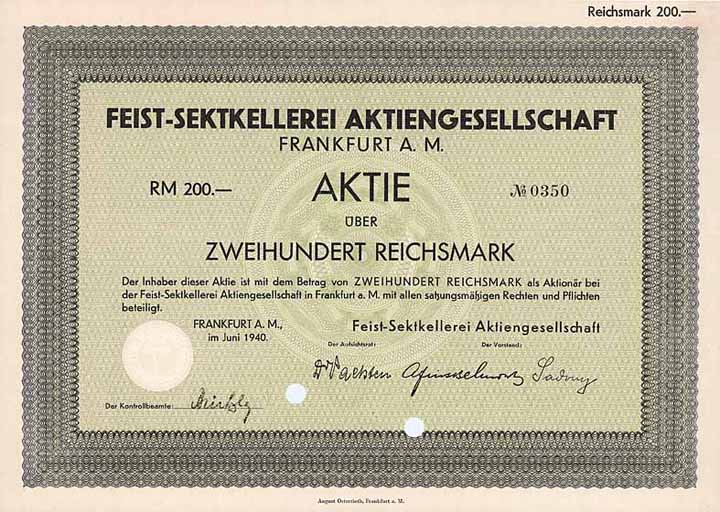 Reichsmark 200.—
FEIST-SEKTKELLEREI AKTIENGESELLSCHAFT
FRANKFURT A. M.
RM 200.— AKTIE № 0350
ÜBER
ZWEIHUNDERT REICHSMARK
Der Inhaber dieser Aktie ist mit dem Betrag von ZWEIHUNDERT REICHSMARK als Aktionär bei
der Feist-Sektkellerei Aktiengesellschaft in Frankfurt a. M. mit allen satzungsmäßigen Rechten und Pflichten
beteiligt.
FRANKFURT A. M.,
im Juni 1940.
Feist-Sektkellerei Aktiengesellschaft
Der Aufsichtsrat: Der Vorstand:
Der Kontrollbeamte:
August Osterrieth, Frankfurt a. M.